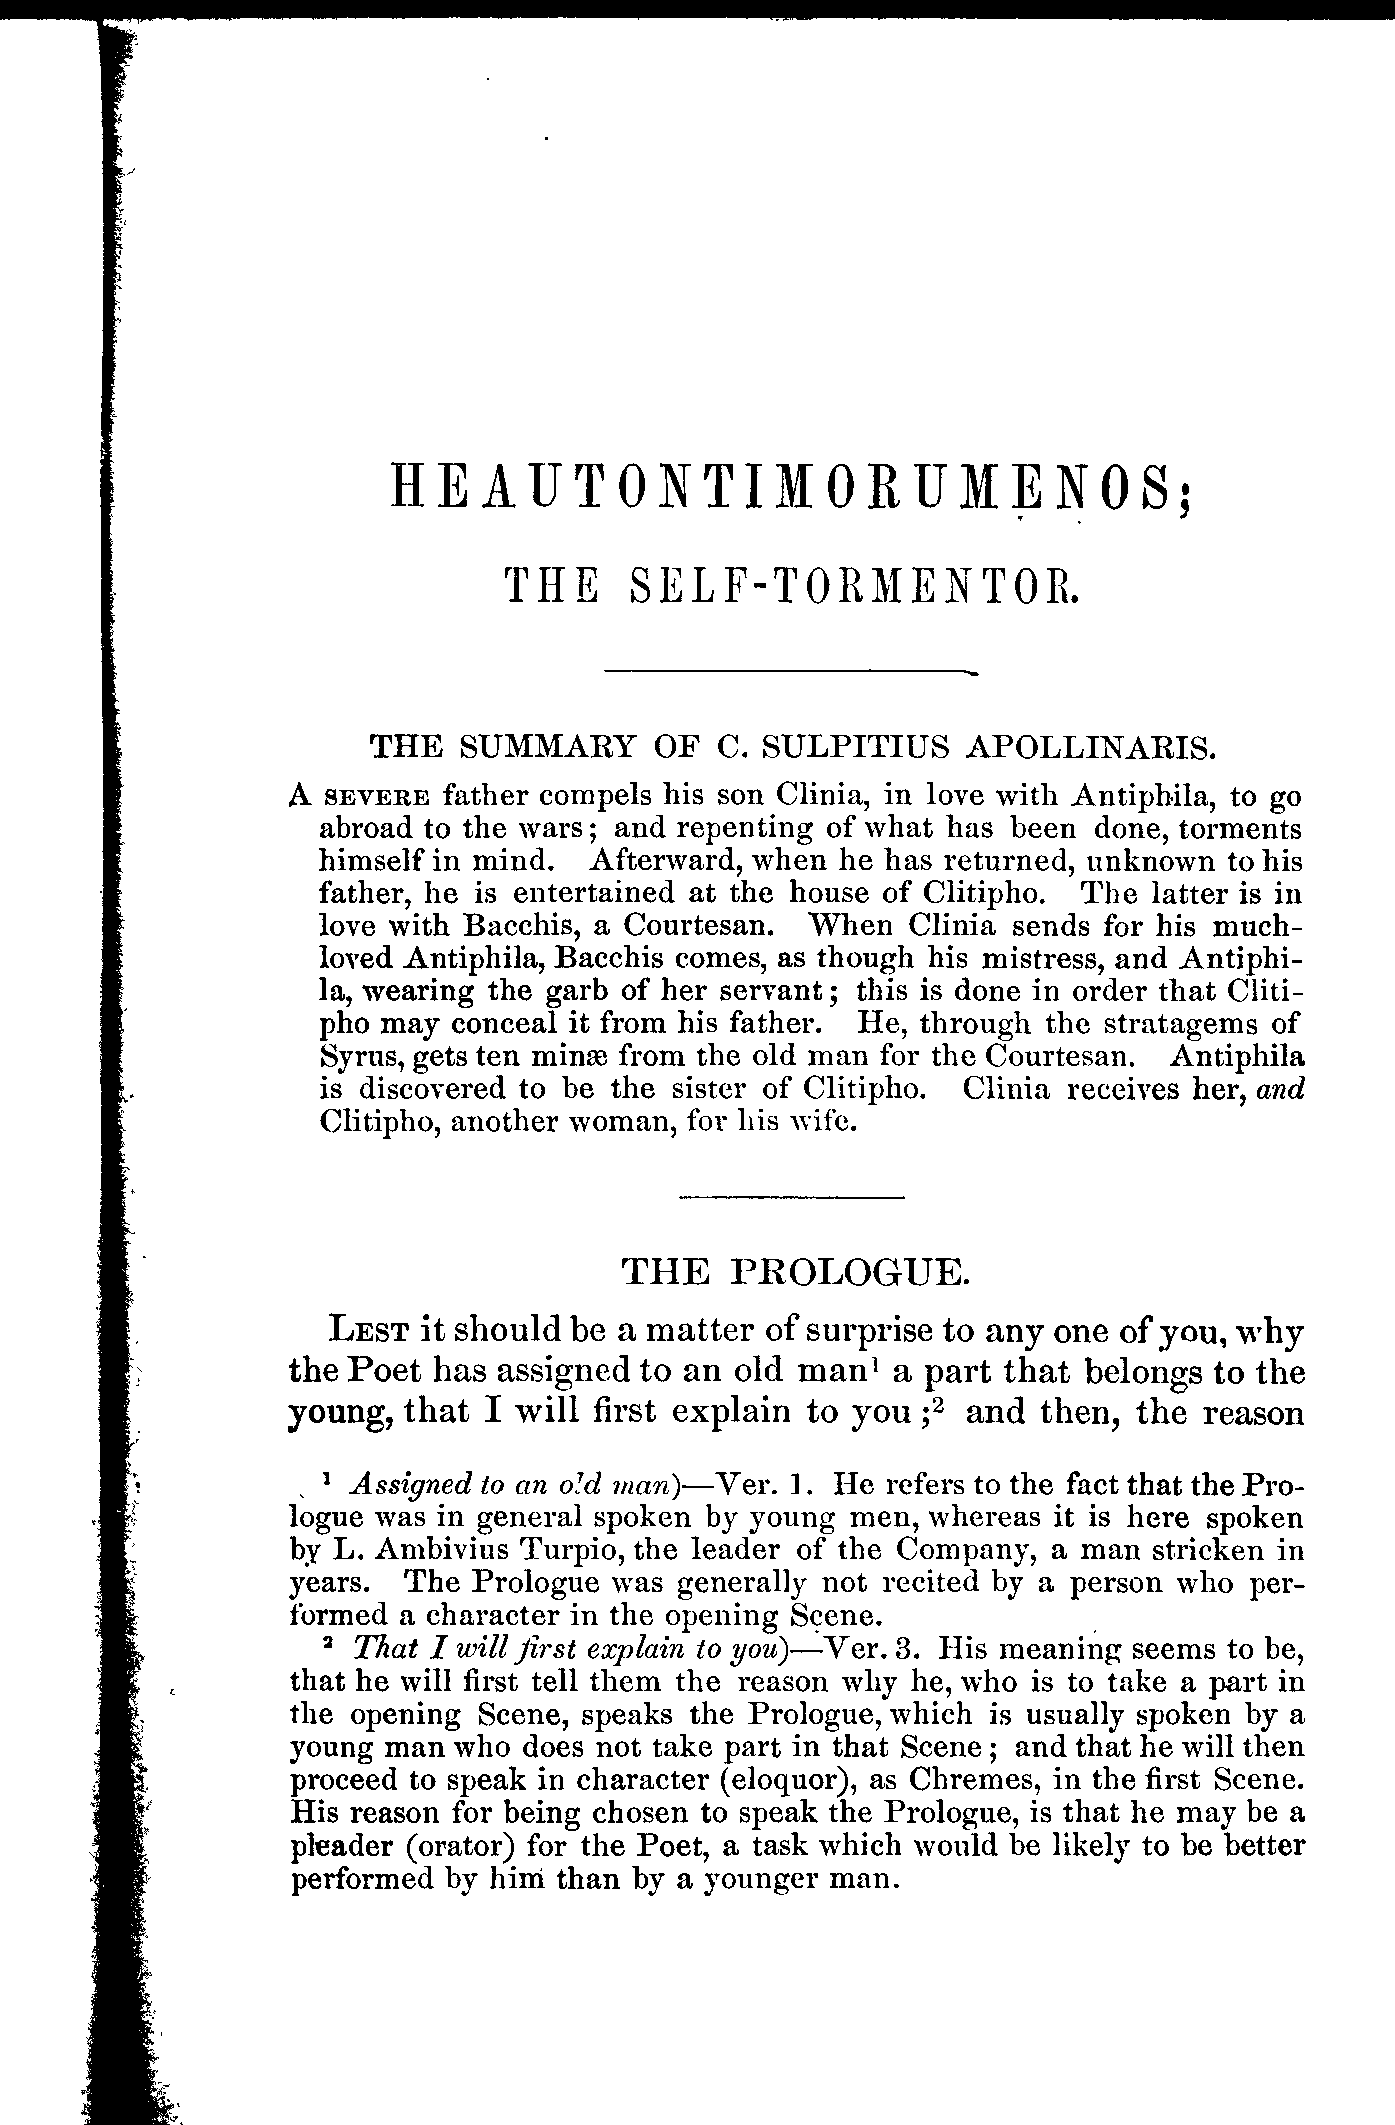 HEAUTONTIMORUMENOS;
THE SELF-TORMENTOR.
THE SUMMARY OF C. SULPITIUS APOLLINARIS.
A SEVERE father compels his son Clinia, in love with Antiphila, to go
abroad to the wars; and repenting of what has been done, torments
himself in mind. Afterward, when he has returned, unknown to his
father, he is entertained at the house of Clitipho. The latter is in
love with Bacchis, a Courtesan. When Clinia sends for his much-
loved Antiphila, Bacchis comes, as though his mistress, and Antiphi-
la, wearing the garb of her servant; this is done in order that Cliti-
pho may conceal it from his father. He, through the stratagems of
Syrus, gets ten minæ from the old man for the Courtesan. Antiphila
is discovered to be the sister of Clitipho. Clinia receives her, and
Clitipho, another woman, for his wife.
THE PROLOGUE.
LEST it should be a matter of surprise to any one of you, why
the Poet has assigned to an old man¹ a part that belongs to the
young, that I will first explain to you;² and then, the reason
¹ Assigned to an old man)—Ver. 1. He refers to the fact that the Pro-
logue was in general spoken by young men, whereas it is here spoken
by L. Ambivius Turpio, the leader of the Company, a man stricken in
years. The Prologue was generally not recited by a person who per-
formed a character in the opening Scene.
² That I will first explain to you)—Ver. 3. His meaning seems to be,
that he will first tell them the reason why he, who is to take a part in
the opening Scene, speaks the Prologue, which is usually spoken by a
young man who does not take part in that Scene; and that he will then
proceed to speak in character (eloquor), as Chremes, in the first Scene.
His reason for being chosen to speak the Prologue, is that he may be a
pleader (orator) for the Poet, a task which would be likely to be better
performed by him than by a younger man.